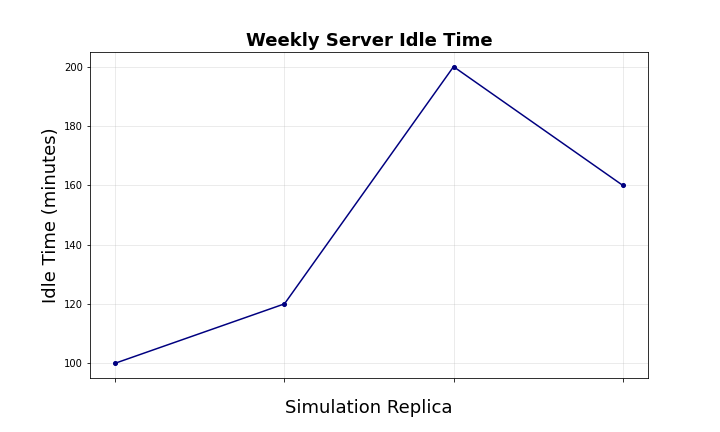 Weekly Server Idle Time
Idle Time (minutes)
200
180
160
140
120
100
Simulation Replica